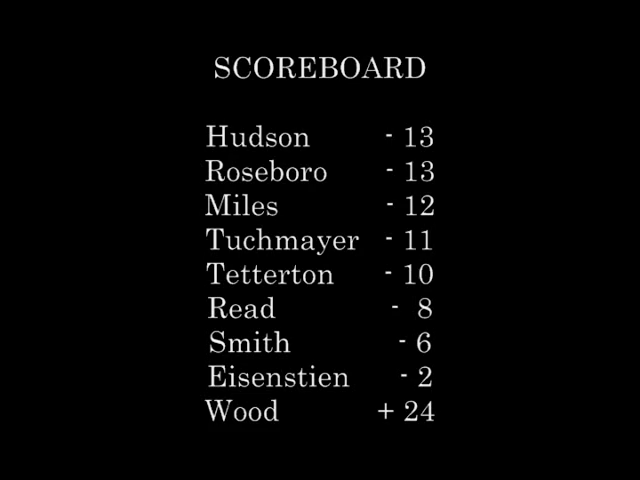 SCOREBOARD
Hudson - 13
Roseboro - 13
Miles - 12
Tuchmayer - 11
Tetterton - 10
Read - 8
Smith - 6
Eisenstien - 2
Wood + 24